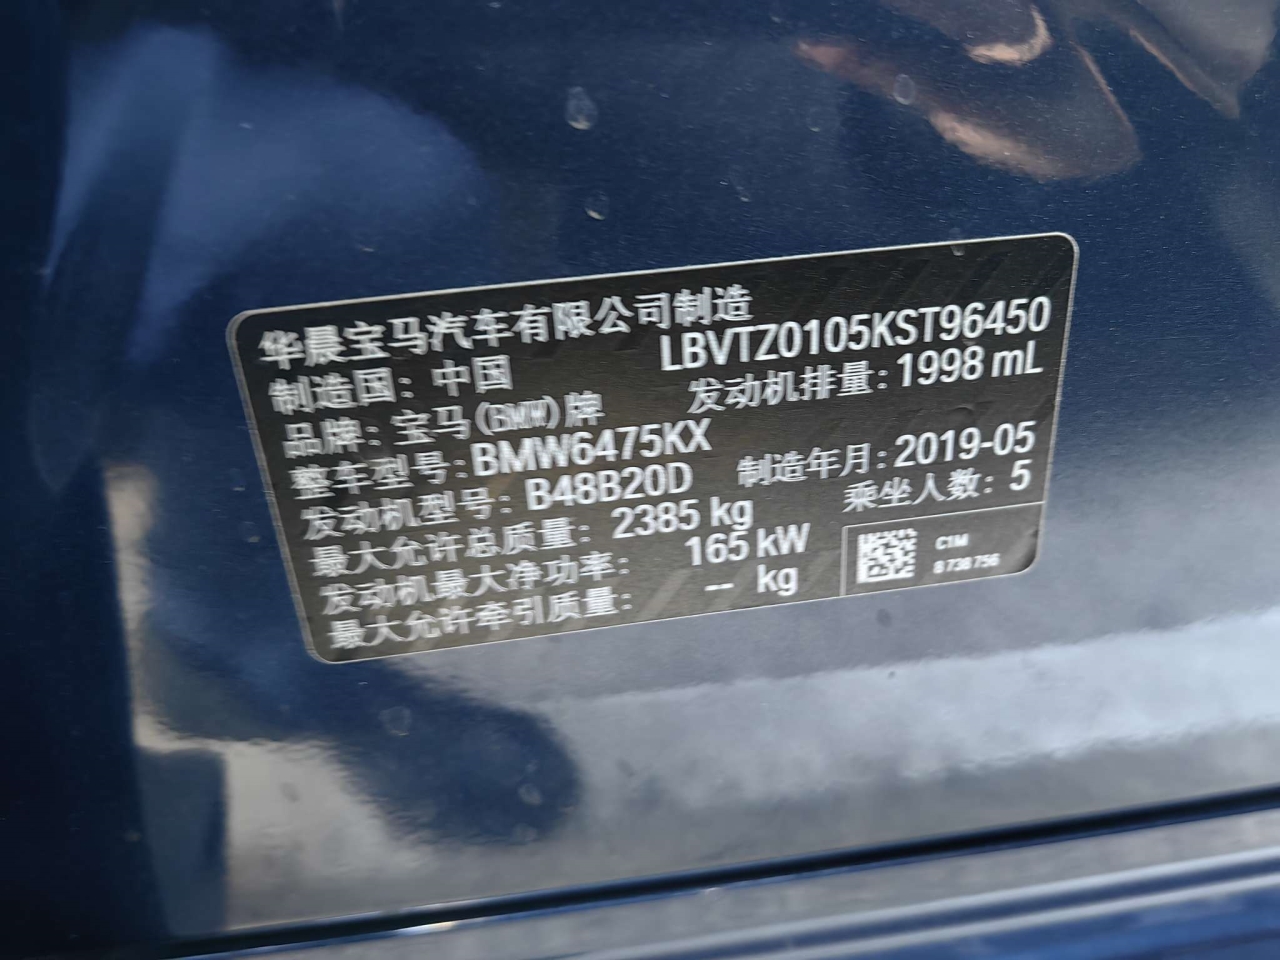 华晨宝马汽车有限公司制造
制造国：中国 LBVTZ0105KST96450
品牌：宝马(BMW)牌 发动机排量：1998 mL
整车型号：BMW6475KX
发动机型号：B48B20D 制造年月：2019-05
最大允许总质量：2385 kg 乘坐人数：5
发动机最大净功率：165 kW
最大允许牵引质量：-- kg
C1M
8 738 756